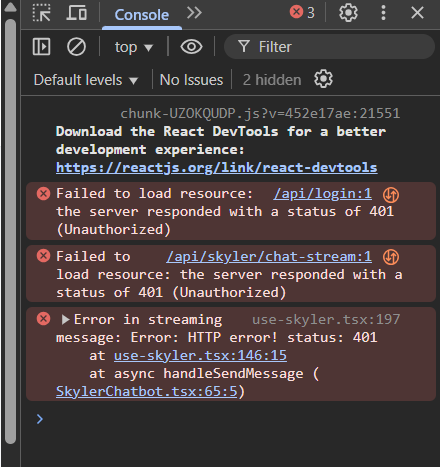 Console
3
top
Filter
Default levels
No Issues
2 hidden
chunk-UZOKQUDP.js?v=452e17ae:21551
Download the React DevTools for a better
development experience:
https://reactjs.org/link/react-devtools
Failed to load resource: /api/login:1
the server responded with a status of 401
(Unauthorized)
Failed to /api/skyler/chat-stream:1
load resource: the server responded with a
status of 401 (Unauthorized)
Error in streaming use-skyler.tsx:197
message: Error: HTTP error! status: 401
at use-skyler.tsx:146:15
at async handleSendMessage (
SkylerChatbot.tsx:65:5)